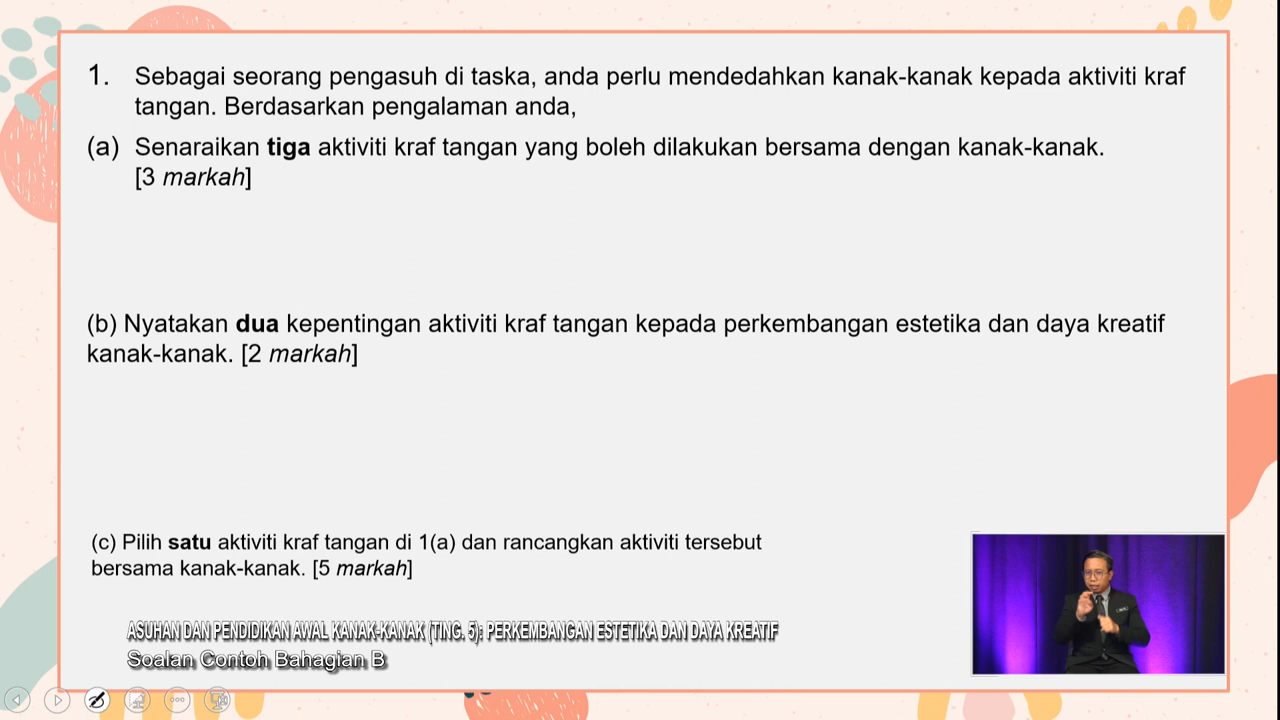 1. Sebagai seorang pengasuh di taska, anda perlu mendedahkan kanak-kanak kepada aktiviti kraf
tangan. Berdasarkan pengalaman anda,
(a) Senaraikan tiga aktiviti kraf tangan yang boleh dilakukan bersama dengan kanak-kanak.
[3 markah]
(b) Nyatakan dua kepentingan aktiviti kraf tangan kepada perkembangan estetika dan daya kreatif
kanak-kanak. [2 markah]
(c) Pilih satu aktiviti kraf tangan di 1(a) dan rancangkan aktiviti tersebut
bersama kanak-kanak. [5 markah]
ASUHAN DAN PENDIDIKAN AWAL KANAK-KANAK (TING. 5): PERKEMBANGAN ESTETIKA DAN DAYA KREATIF
Soalan Contoh Bahagian B